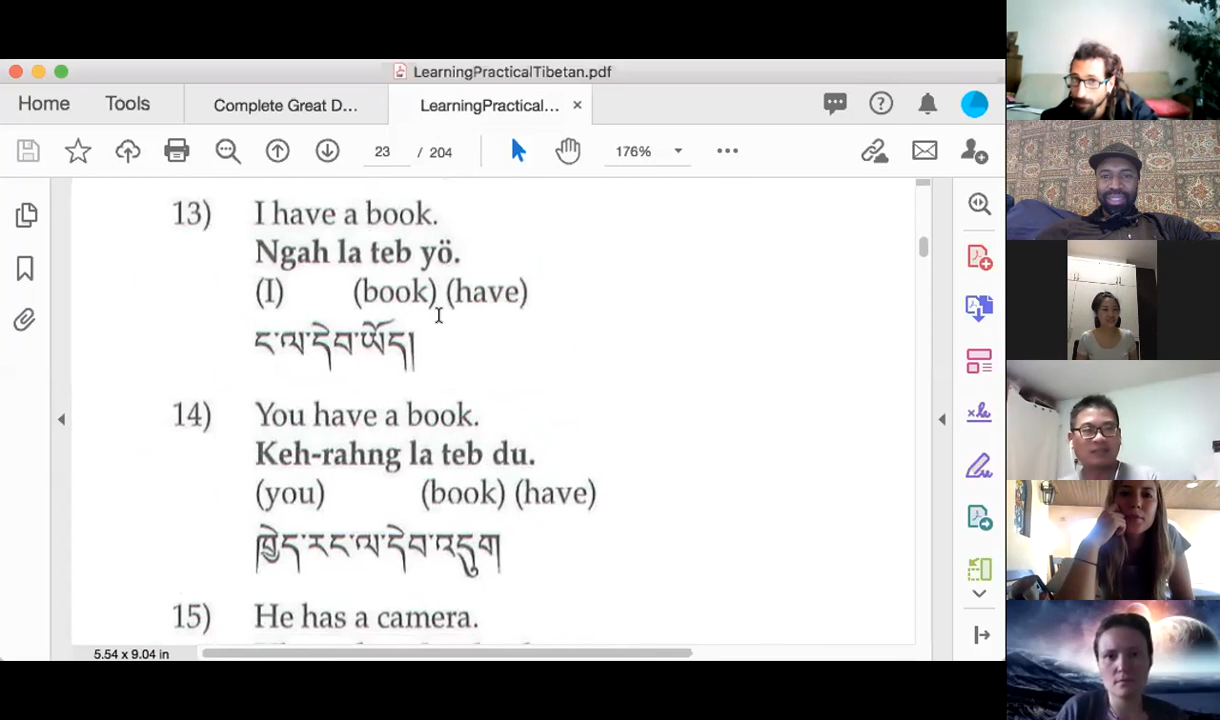 LearningPracticalTibetan.pdf
Home Tools Complete Great D... LearningPractical... ×
23 / 204 176%
13) I have a book.
Ngah la teb yö.
(I) (book) (have)
ང་ལ་དེབ་ཡོད།
14) You have a book.
Keh-rahng la teb du.
(you) (book) (have)
ཁྱེད་རང་ལ་དེབ་འདུག
15) He has a camera.
5.54 x 9.04 in